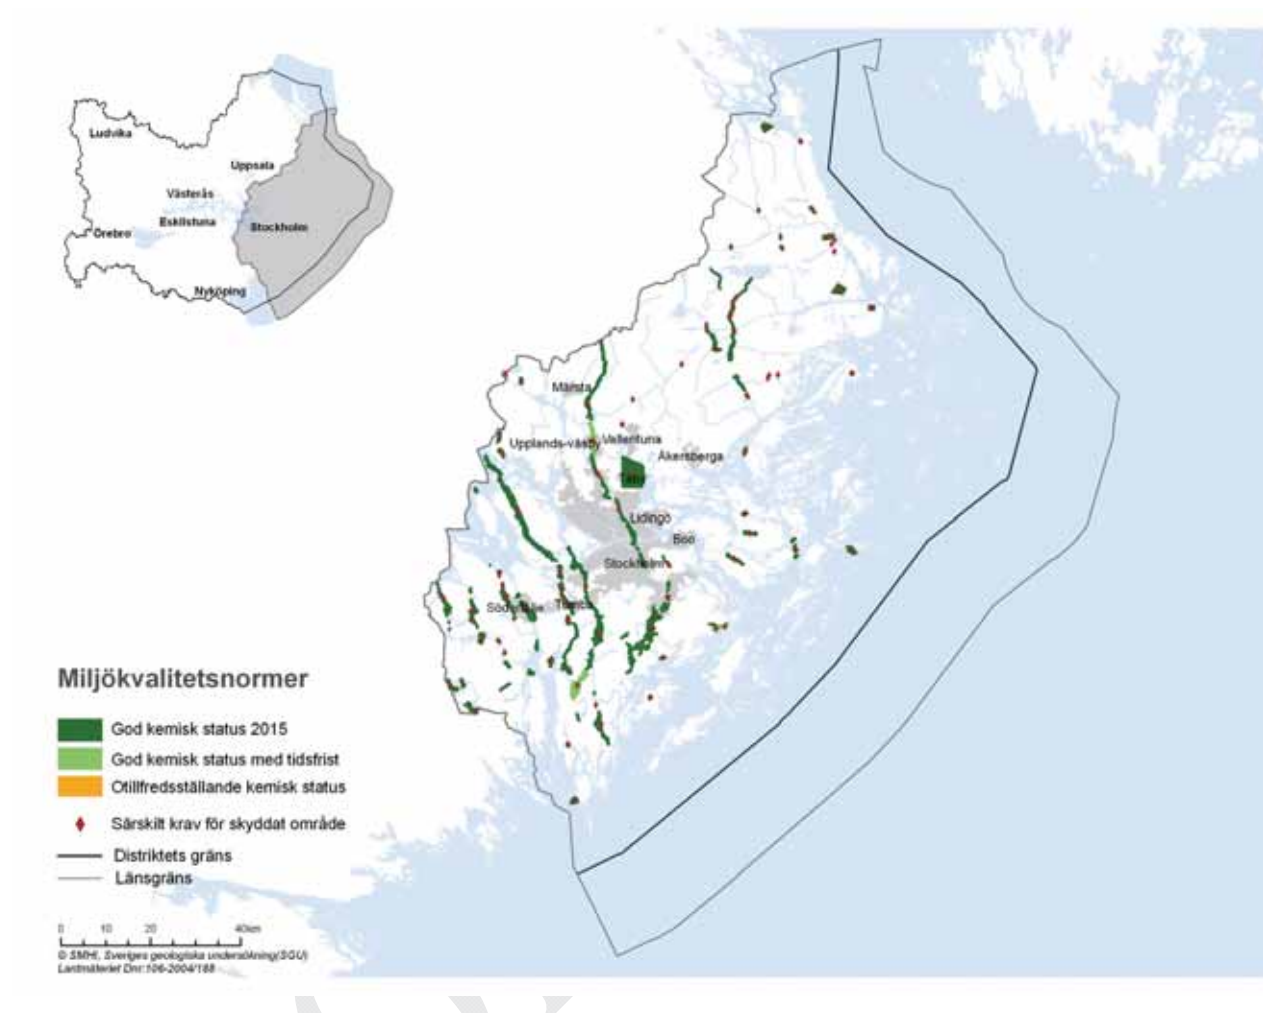 Ludvika
Uppsala
Västerås
Eskilstuna
Stockholm
Örebro
Nyköping
Märsta
Upplands-väsby
Vallentuna
Åkersberga
Täby
Lidingö
Boo
Stockholm
Södertälje
Tumba
Miljökvalitetsnormer
God kemisk status 2015
God kemisk status med tidsfrist
Otillfredsställande kemisk status
Särskilt krav för skyddat område
Distriktets gräns
Länsgräns
0 10 20 40km
© SMHI, Sveriges geologiska undersökning(SGU)
Lantmäteriet Dnr:106-2004/188